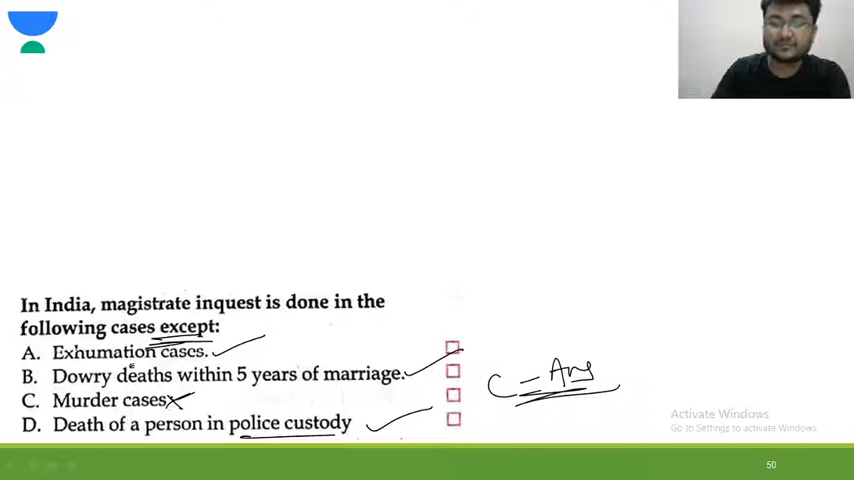 In India, magistrate inquest is done in the
following cases except:
A. Exhumation cases.
B. Dowry deaths within 5 years of marriage.
C. Murder cases
D. Death of a person in police custody
C = Ans
Activate Windows
Go to Settings to activate Windows.
50